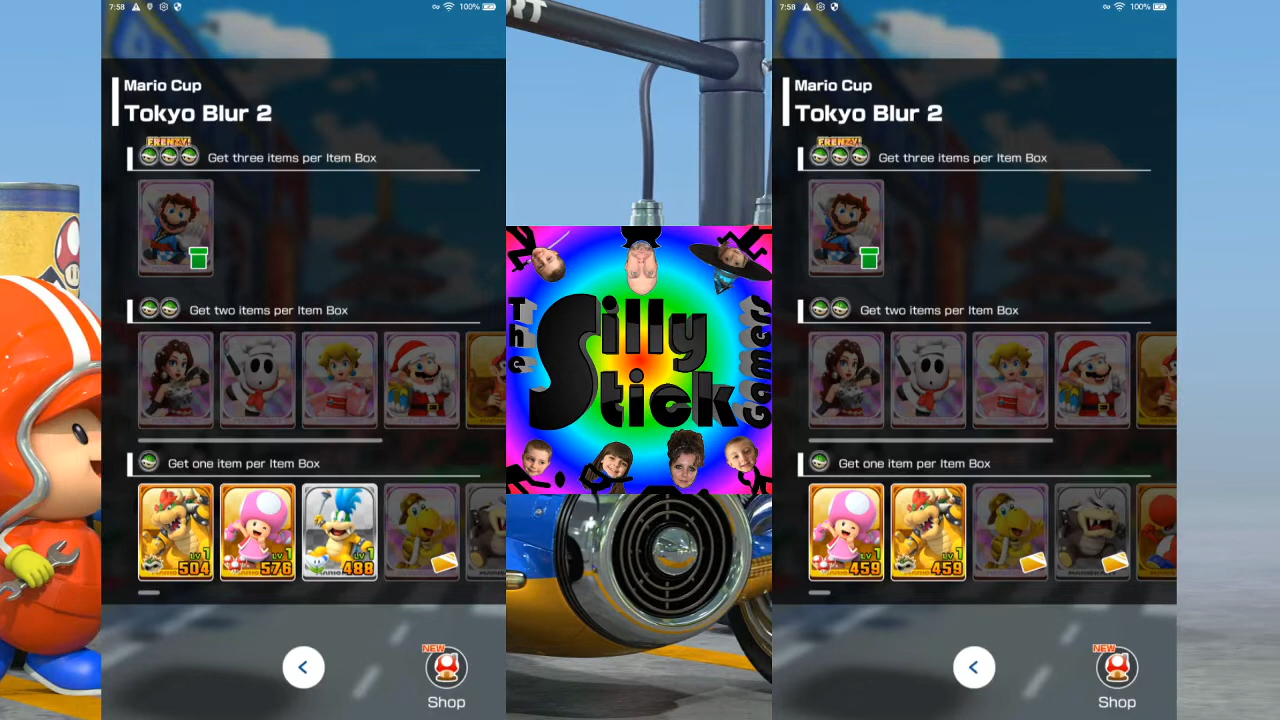 7:58
100%
Mario Cup
Tokyo Blur 2
FRENZY!
Get three items per Item Box
Get two items per Item Box
Get one item per Item Box
LV 1
504
LV 1
576
LV 1
488
NEW
Shop
RT
The
Silly
Stick
Gamers
7:58
100%
Mario Cup
Tokyo Blur 2
FRENZY!
Get three items per Item Box
Get two items per Item Box
Get one item per Item Box
LV 1
459
LV 1
459
NEW
Shop